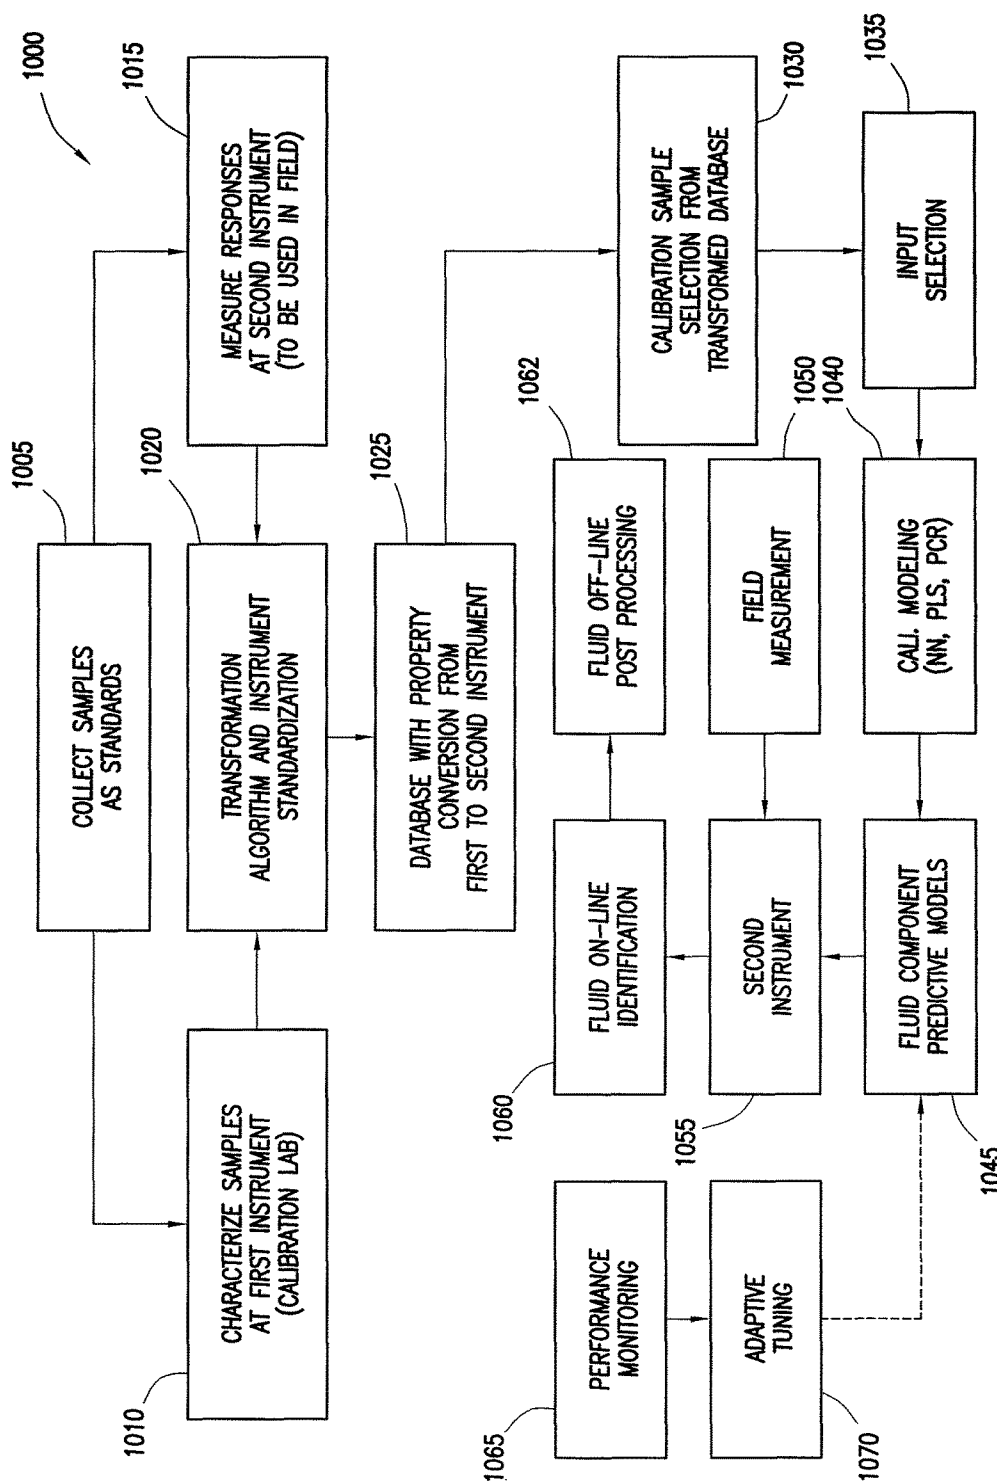 1000
1005
COLLECT SAMPLES
AS STANDARDS
1010
CHARACTERIZE SAMPLES
AT FIRST INSTRUMENT
(CALIBRATION LAB)
1015
MEASURE RESPONSES
AT SECOND INSTRUMENT
(TO BE USED IN FIELD)
1020
TRANSFORMATION
ALGORITHM AND INSTRUMENT
STANDARDIZATION
1025
DATABASE WITH PROPERTY
CONVERSION FROM
FIRST TO SECOND INSTRUMENT
1030
CALIBRATION SAMPLE
SELECTION FROM
TRANSFORMED DATABASE
1035
INPUT
SELECTION
1040
CALI. MODELING
(NN, PLS, PCR)
1045
FLUID COMPONENT
PREDICTIVE MODELS
1050
FIELD
MEASUREMENT
1055
SECOND
INSTRUMENT
1060
FLUID ON-LINE
IDENTIFICATION
1062
FLUID OFF-LINE
POST PROCESSING
1065
PERFORMANCE
MONITORING
1070
ADAPTIVE
TUNING